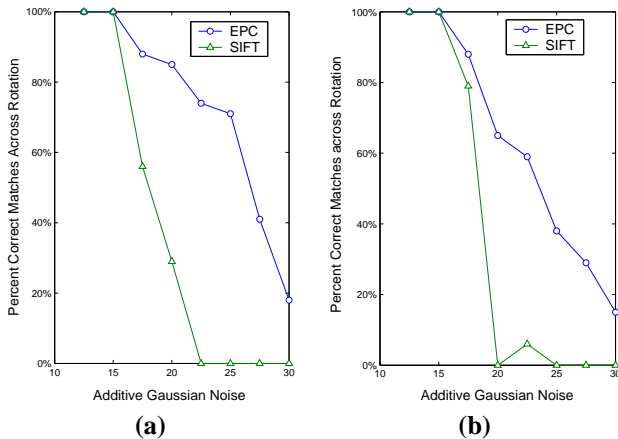 100%
80%
60%
40%
20%
0%
10 15 20 25 30
Percent Correct Matches Across Rotation
Additive Gaussian Noise
EPC
SIFT
(a)
100%
80%
60%
40%
20%
0%
10 15 20 25 30
Percent Correct Matches across Rotation
Additive Gaussian Noise
EPC
SIFT
(b)